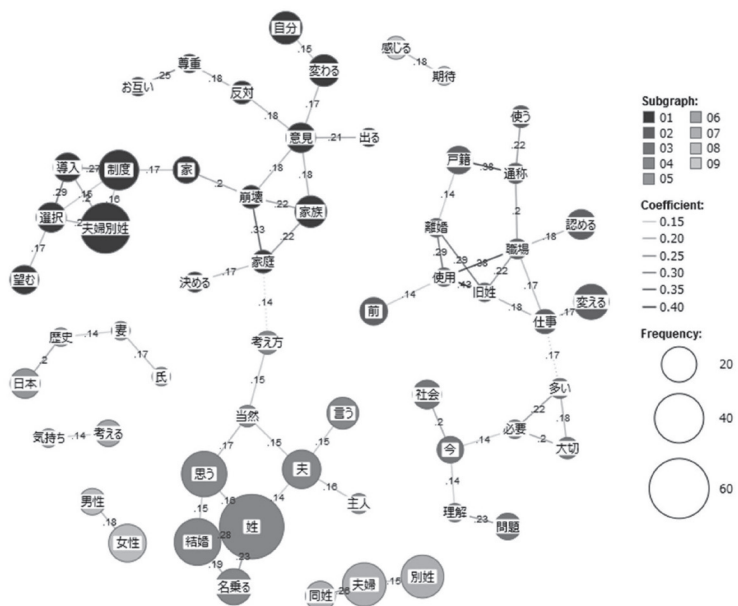 自分
.15
変わる
感じる
.18
期待
尊重
.25
お互い
.18
反対
.17
.18
意見
.21
出る
使う
.22
戸籍
.38
通称
導入
.27
制度
.17
家
.18
.18
.29
.2
.15
.16
.2
崩壊
.22
家族
.14
.2
選択
夫婦別姓
.33
.22
離婚
職場
.18
認める
.17
望む
家庭
.29
.29
.35
.22
.17
決める
.17
使用
.43
旧姓
.14
.18
仕事
.17
変える
前
.14
歴史
.14
妻
考え方
.17
.2
.17
日本
氏
.15
社会
多い
当然
言う
.2
.22
.18
必要
.2
大切
気持ち
.14
考える
.17
.15
.15
今
.14
思う
夫
.14
男性
.15
.16
.14
.16
主人
理解
.23
問題
.18
女性
結婚
.28
姓
.19
.23
名乗る
同姓
.26
夫婦
.15
別姓
Subgraph:
01
02
03
04
05
06
07
08
09
Coefficient:
0.15
0.20
0.25
0.30
0.35
0.40
Frequency:
20
40
60